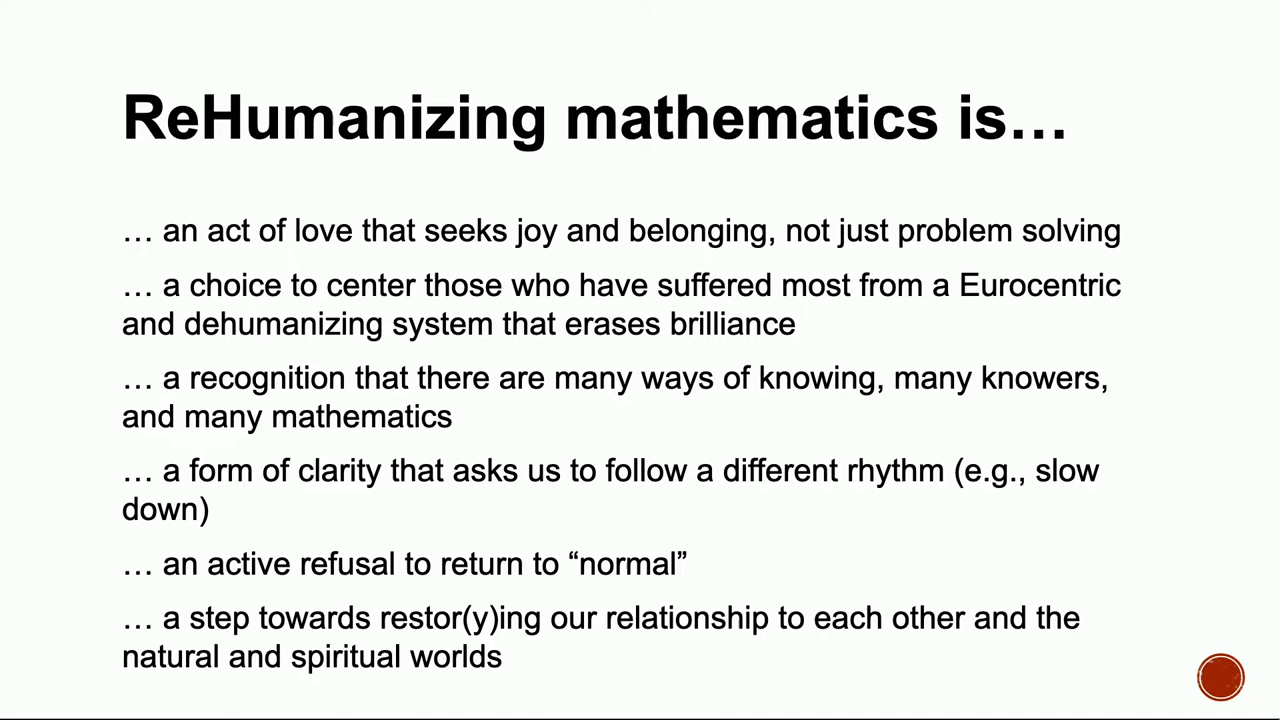 ReHumanizing mathematics is…
… an act of love that seeks joy and belonging, not just problem solving
… a choice to center those who have suffered most from a Eurocentric
and dehumanizing system that erases brilliance
… a recognition that there are many ways of knowing, many knowers,
and many mathematics
… a form of clarity that asks us to follow a different rhythm (e.g., slow
down)
… an active refusal to return to “normal”
… a step towards restor(y)ing our relationship to each other and the
natural and spiritual worlds